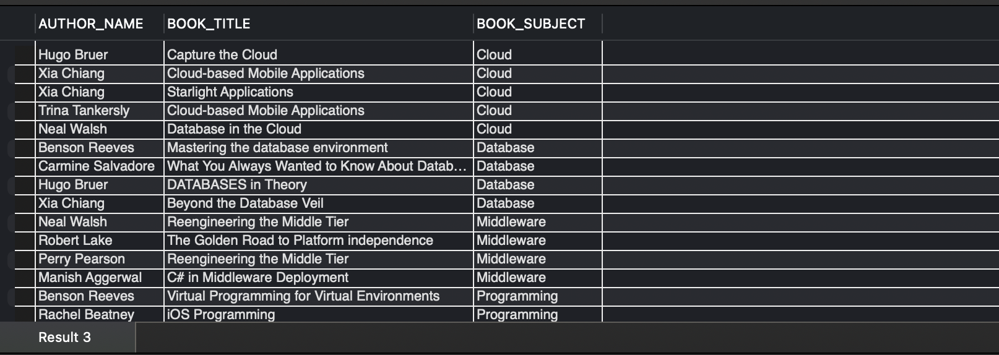 AUTHOR_NAME BOOK_TITLE BOOK_SUBJECT
Hugo Bruer Capture the Cloud Cloud
Xia Chiang Cloud-based Mobile Applications Cloud
Xia Chiang Starlight Applications Cloud
Trina Tankersly Cloud-based Mobile Applications Cloud
Neal Walsh Database in the Cloud Cloud
Benson Reeves Mastering the database environment Database
Carmine Salvadore What You Always Wanted to Know About Datab... Database
Hugo Bruer DATABASES in Theory Database
Xia Chiang Beyond the Database Veil Database
Neal Walsh Reengineering the Middle Tier Middleware
Robert Lake The Golden Road to Platform independence Middleware
Perry Pearson Reengineering the Middle Tier Middleware
Manish Aggerwal C# in Middleware Deployment Middleware
Benson Reeves Virtual Programming for Virtual Environments Programming
Rachel Beatney iOS Programming Programming
Result 3